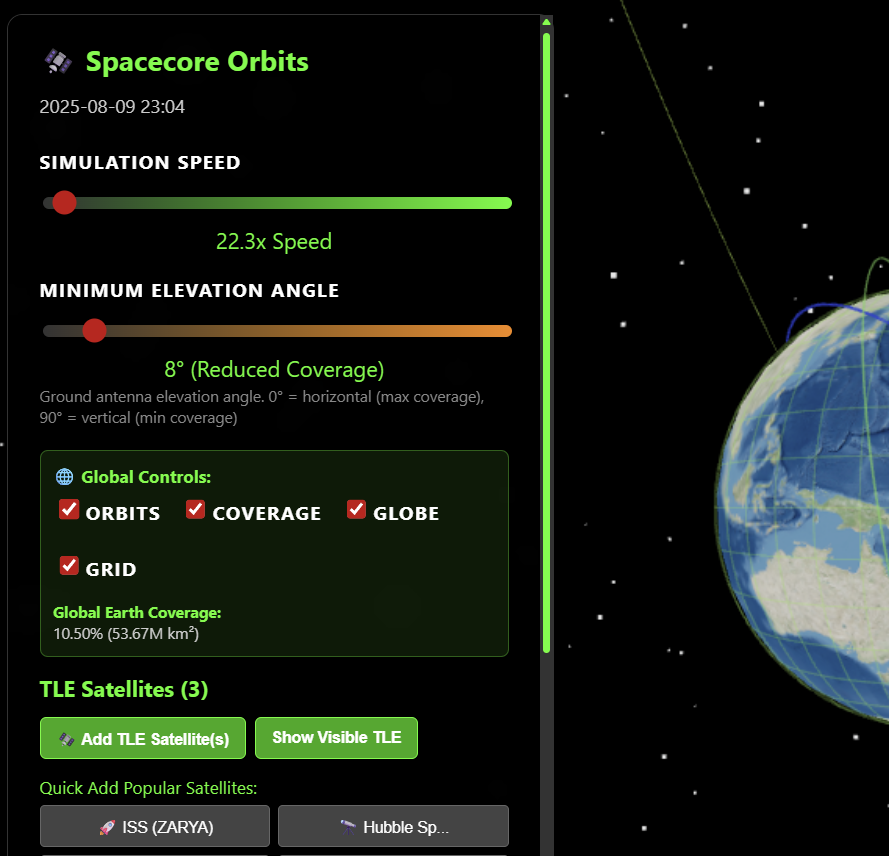 Spacecore Orbits
2025-08-09 23:04
SIMULATION SPEED
22.3x Speed
MINIMUM ELEVATION ANGLE
8° (Reduced Coverage)
Ground antenna elevation angle. 0° = horizontal (max coverage),
90° = vertical (min coverage)
Global Controls:
ORBITS COVERAGE GLOBE
GRID
Global Earth Coverage:
10.50% (53.67M km²)
TLE Satellites (3)
Add TLE Satellite(s) Show Visible TLE
Quick Add Popular Satellites:
ISS (ZARYA) Hubble Sp...